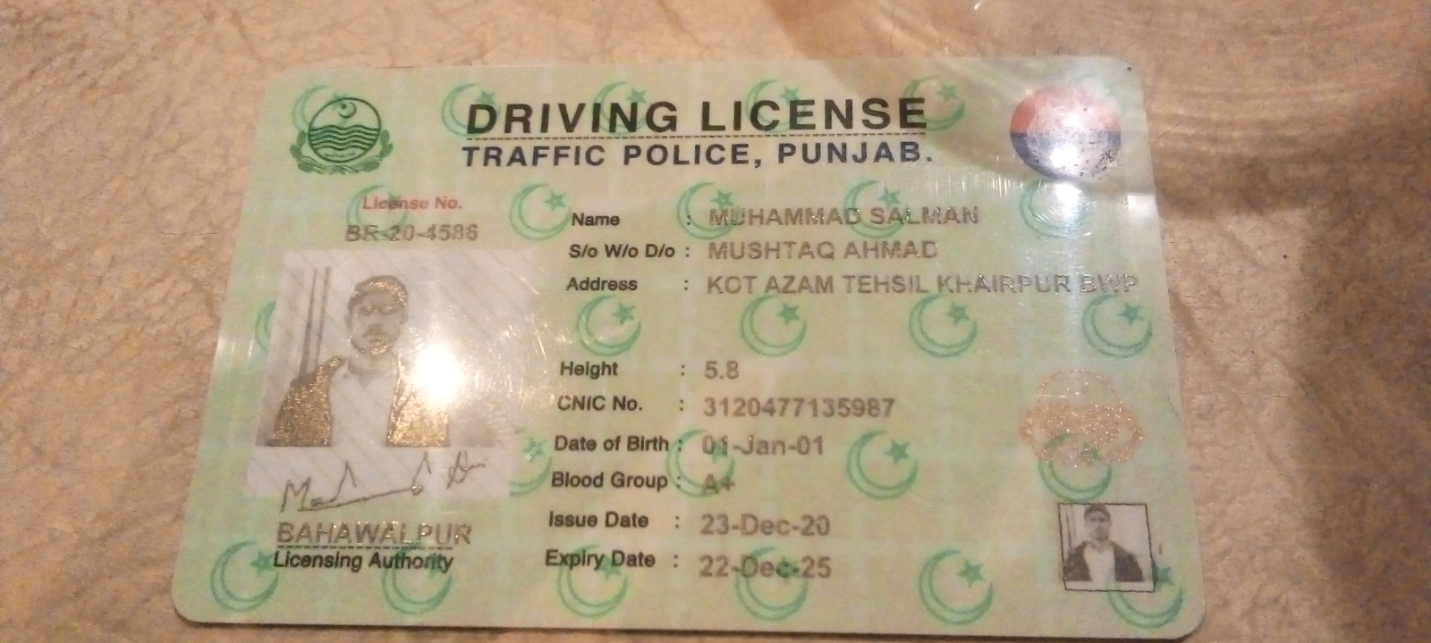 DRIVING LICENSE
TRAFFIC POLICE, PUNJAB.
License No.
BR-20-4586
Name : MUHAMMAD SALMAN
S/o W/o D/o : MUSHTAQ AHMAD
Address : KOT AZAM TEHSIL KHAIRPUR BWP
Height : 5.8
CNIC No. : 3120477135987
Date of Birth : 01-Jan-01
Blood Group : A+
Issue Date : 23-Dec-20
Expiry Date : 22-Dec-25
BAHAWALPUR
Licensing Authority